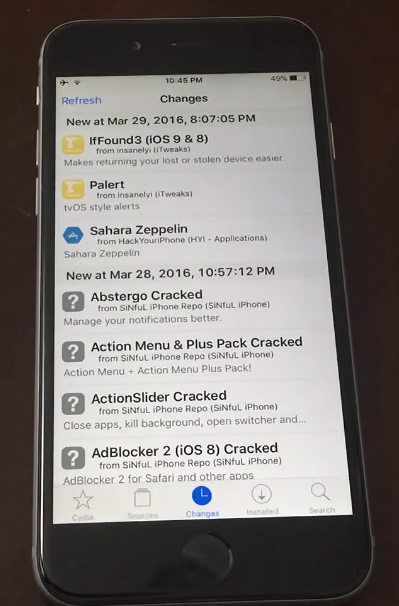 10:45 PM
49%
Refresh
Changes
New at Mar 29, 2016, 8:07:05 PM
IfFound3 (iOS 9 & 8)
from insanelyi (iTweaks)
Makes returning your lost or stolen device easier.
Palert
from insanelyi (iTweaks)
tvOS style alerts
Sahara Zeppelin
from HackYouriPhone (HYI - Applications)
Sahara Zeppelin
New at Mar 28, 2016, 10:57:12 PM
Abstergo Cracked
from SiNfuL iPhone Repo (SiNfuL iPhone)
Manage your notifications better.
Action Menu & Plus Pack Cracked
from SiNfuL iPhone Repo (SiNfuL iPhone)
Action Menu + Action Menu Plus Pack!
ActionSlider Cracked
from SiNfuL iPhone Repo (SiNfuL iPhone)
Close apps, kill background, open switcher and...
AdBlocker 2 (iOS 8) Cracked
from SiNfuL iPhone Repo (SiNfuL iPhone)
AdBlocker 2 for Safari and other apps
Cydia
Sources
Changes
Installed
Search